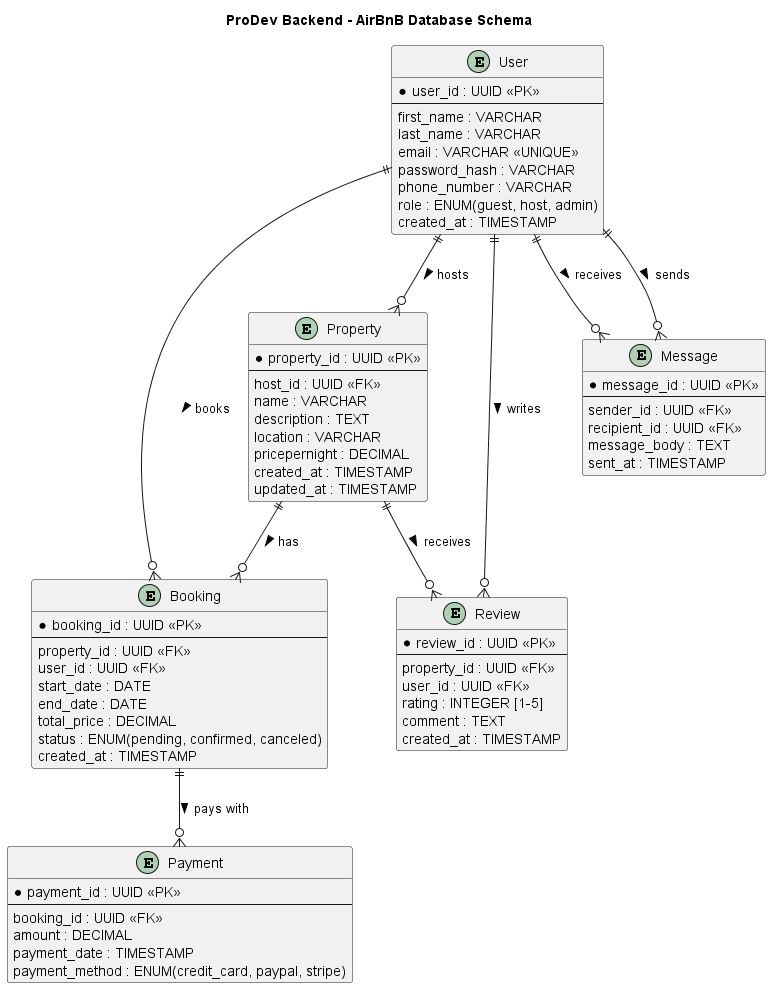 ProDev Backend - AirBnB Database Schema
E User
user_id : UUID «PK»
first_name : VARCHAR
last_name : VARCHAR
email : VARCHAR «UNIQUE»
password_hash : VARCHAR
phone_number : VARCHAR
role : ENUM(guest, host, admin)
created_at : TIMESTAMP
hosts
receives
sends
books
writes
E Property
property_id : UUID «PK»
host_id : UUID «FK»
name : VARCHAR
description : TEXT
location : VARCHAR
pricepernight : DECIMAL
created_at : TIMESTAMP
updated_at : TIMESTAMP
E Message
message_id : UUID «PK»
sender_id : UUID «FK»
recipient_id : UUID «FK»
message_body : TEXT
sent_at : TIMESTAMP
has
receives
E Booking
booking_id : UUID «PK»
property_id : UUID «FK»
user_id : UUID «FK»
start_date : DATE
end_date : DATE
total_price : DECIMAL
status : ENUM(pending, confirmed, canceled)
created_at : TIMESTAMP
E Review
review_id : UUID «PK»
property_id : UUID «FK»
user_id : UUID «FK»
rating : INTEGER [1-5]
comment : TEXT
created_at : TIMESTAMP
pays with
E Payment
payment_id : UUID «PK»
booking_id : UUID «FK»
amount : DECIMAL
payment_date : TIMESTAMP
payment_method : ENUM(credit_card, paypal, stripe)